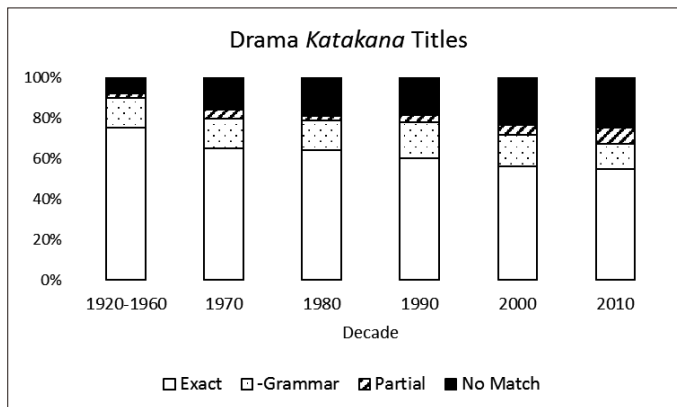 Drama Katakana Titles
100%
80%
60%
40%
20%
0%
1920-1960 1970 1980 1990 2000 2010
Decade
Exact -Grammar Partial No Match